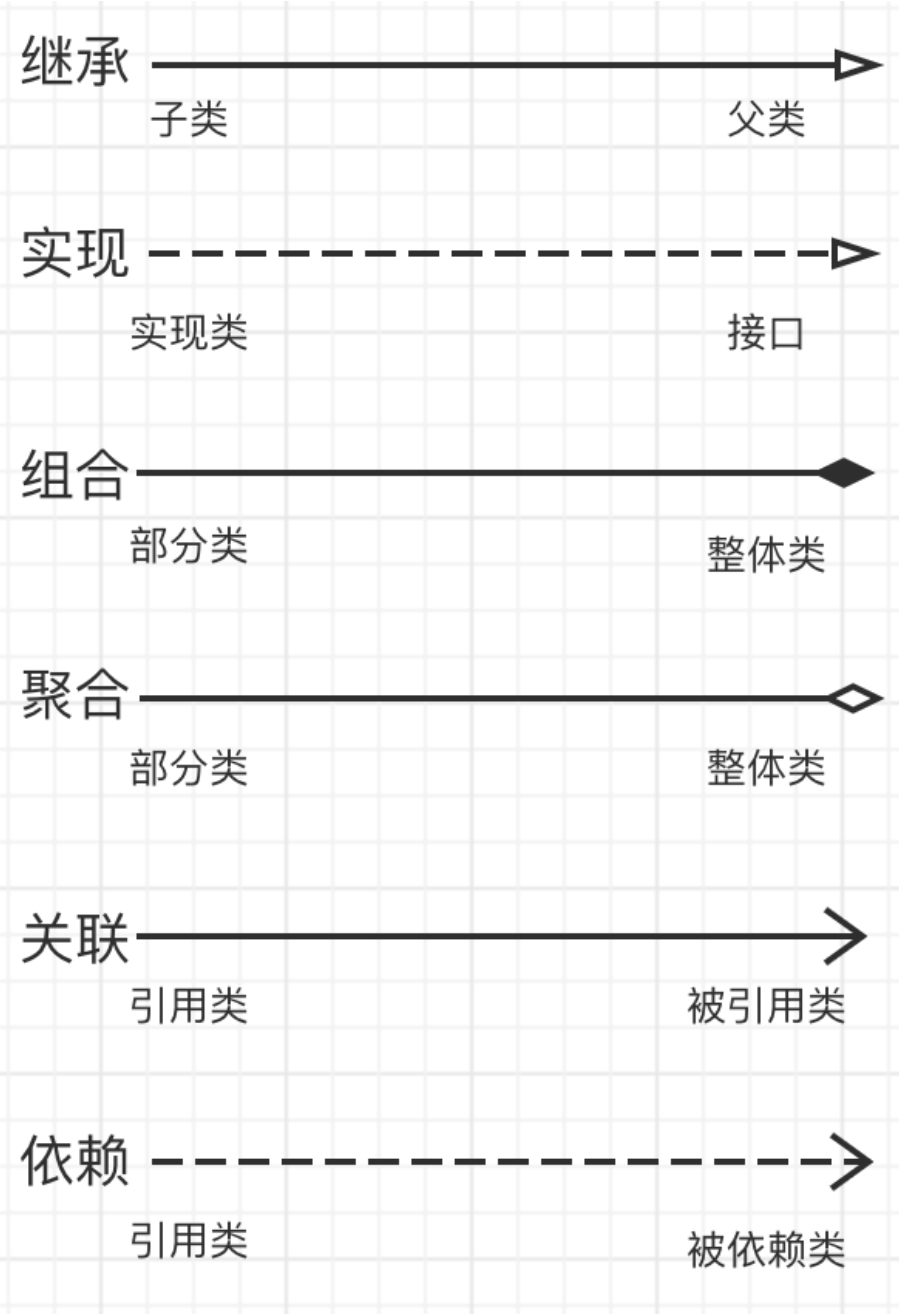 继承
子类 父类
实现
实现类 接口
组合
部分类 整体类
聚合
部分类 整体类
关联
引用类 被引用类
依赖
引用类 被依赖类